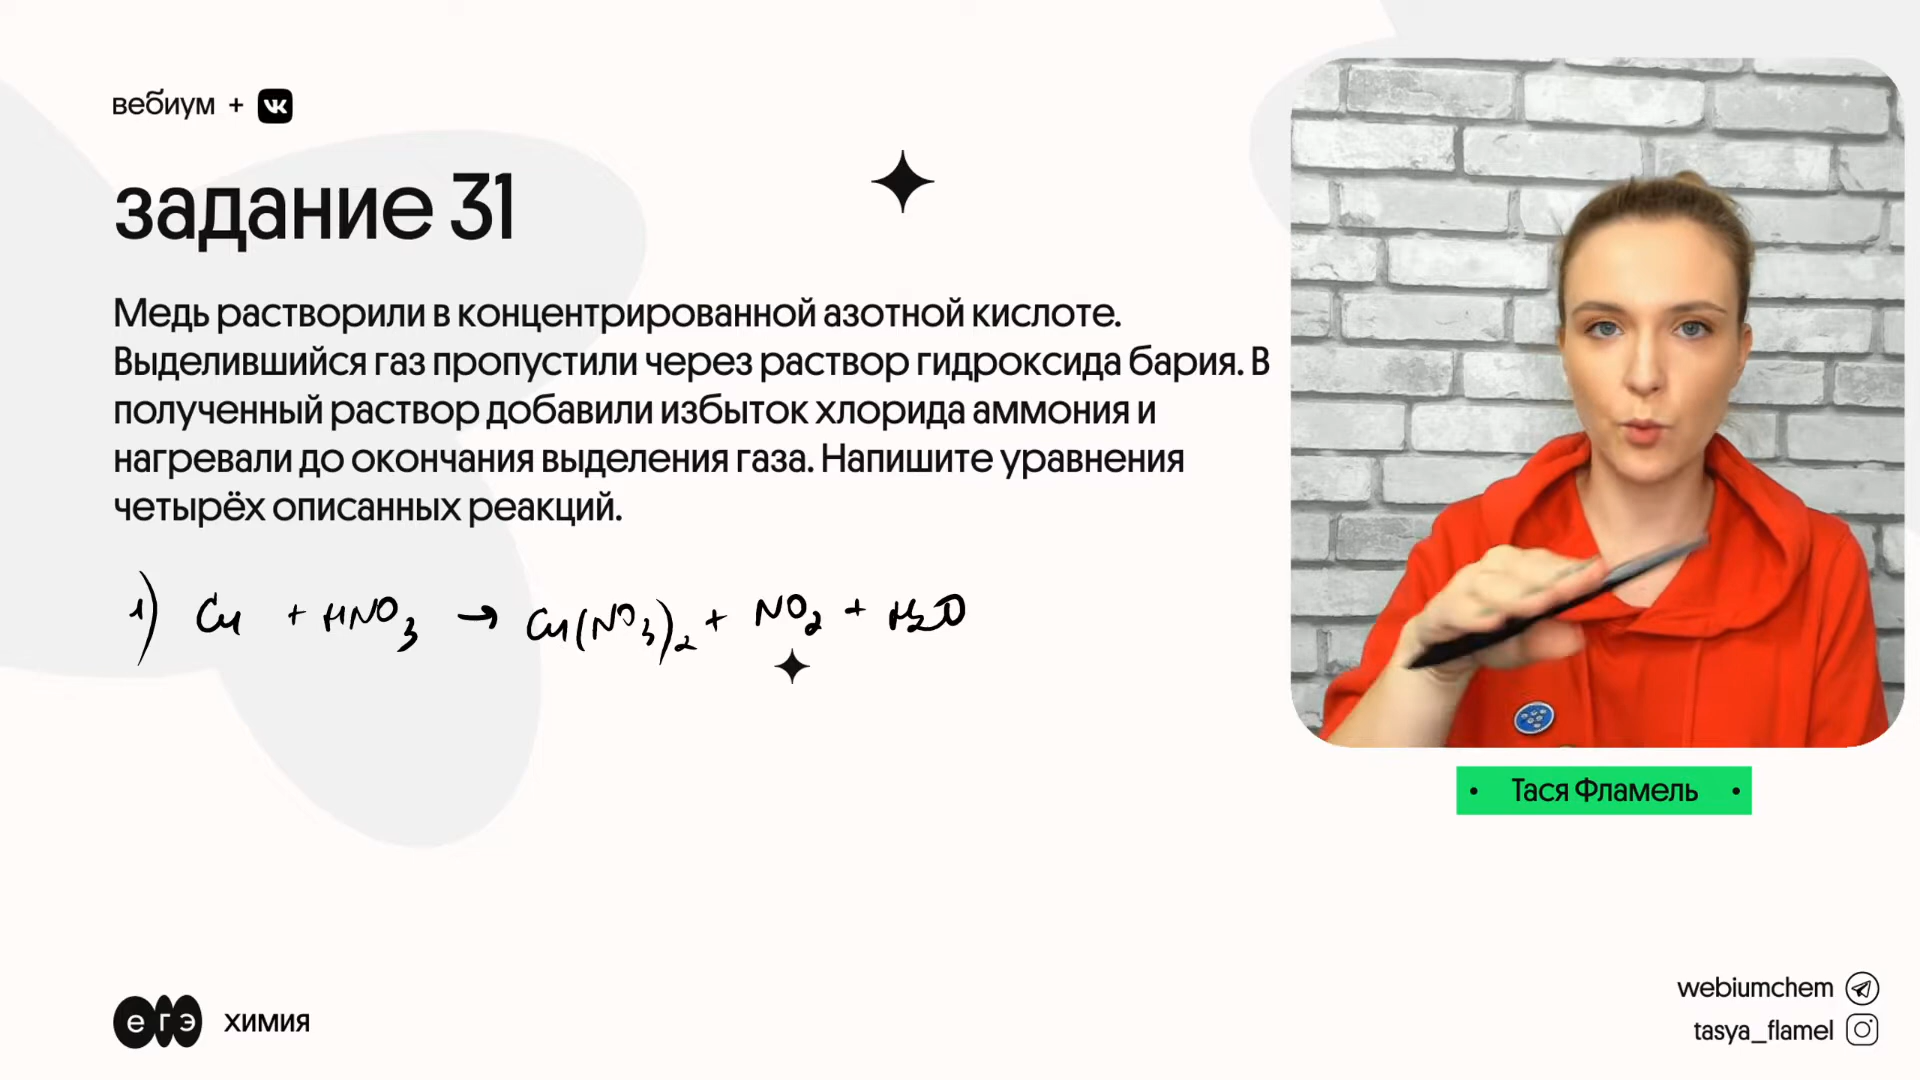 вебиум +
задание 31
Медь растворили в концентрированной азотной кислоте.
Выделившийся газ пропустили через раствор гидроксида бария. В
полученный раствор добавили избыток хлорида аммония и
нагревали до окончания выделения газа. Напишите уравнения
четырёх описанных реакций.
1) Cu + HNO₃ → Cu(NO₃)₂ + NO₂ + H₂O
• Тася Фламель •
егэ химия
webiumchem
tasya_flamel